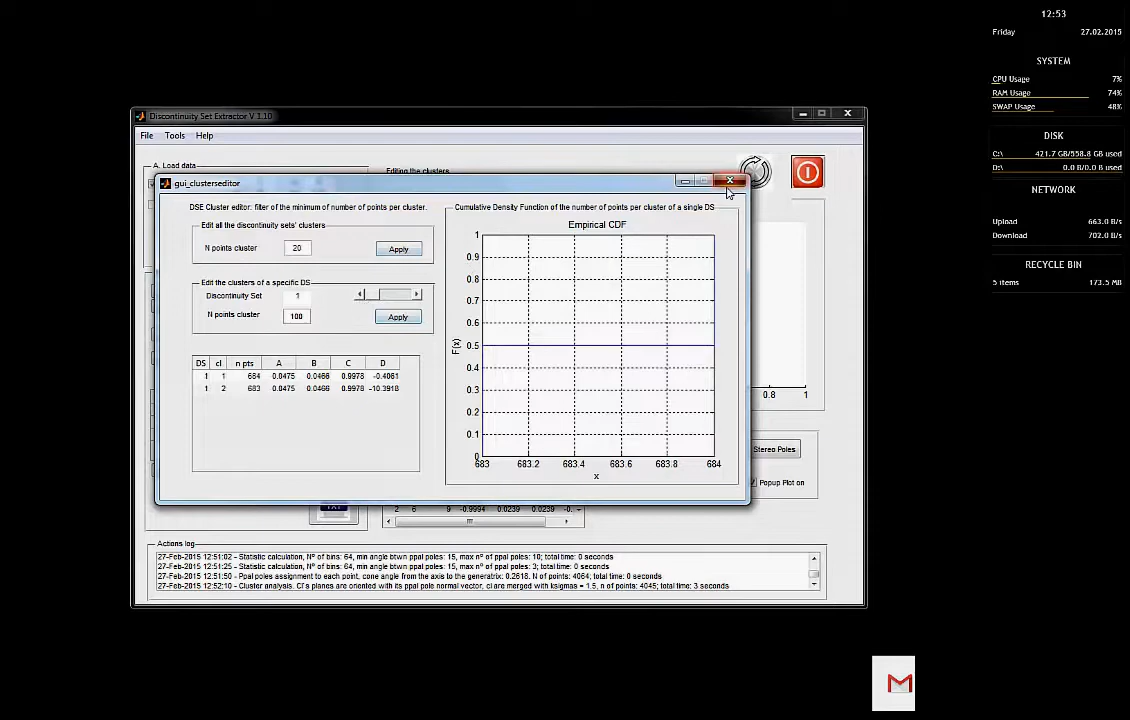 12:53
Friday 27.02.2015
SYSTEM
CPU Usage 7%
RAM Usage 74%
SWAP Usage 48%
DISK
C:\ 421.7 GB/558.8 GB used
D:\ 0.0 B/0.0 B used
NETWORK
Upload 663.0 B/s
Download 702.0 B/s
RECYCLE BIN
5 items 173.5 MB
Discontinuity Set Extractor V 1.10
File Tools Help
A. Load data
Editing the clusters
gui_clusterseditor
DSE Cluster editor: filter of the minimum of number of points per cluster.
Edit all the discontinuity sets' clusters
N points cluster 20 Apply
Edit the clusters of a specific DS
Discontinuity Set 1
N points cluster 100 Apply
DS cl n pts A B C D
1 1 684 0.0475 0.0466 0.9978 -0.4061
1 2 683 0.0475 0.0466 0.9978 -10.3918
Cumulative Density Function of the number of points per cluster of a single DS
Empirical CDF
1
0.9
0.8
0.7
0.6
0.5
0.4
0.3
0.2
0.1
0
F(x)
683 683.2 683.4 683.6 683.8 684
x
0.8 1
Stereo Poles
Popup Plot on
TXT
2 6 9 -0.9994 0.0239 0.0239 -0.
Actions log
27-Feb-2015 12:51:02 - Statistic calculation, Nº of bins: 64, min angle btwn ppal poles: 15, max nº of ppal poles: 10; total time: 0 seconds
27-Feb-2015 12:51:25 - Statistic calculation, Nº of bins: 64, min angle btwn ppal poles: 15, max nº of ppal poles: 3; total time: 0 seconds
27-Feb-2015 12:51:50 - Ppal poles assignment to each point, cone angle from the axis to the generatrix: 0.2618. N of points: 4064; total time: 0 seconds
27-Feb-2015 12:52:10 - Cluster analysis. Cl's planes are oriented with its ppal pole normal vector, cl are merged with ksigmas = 1.5, n of points: 4045; total time: 3 seconds